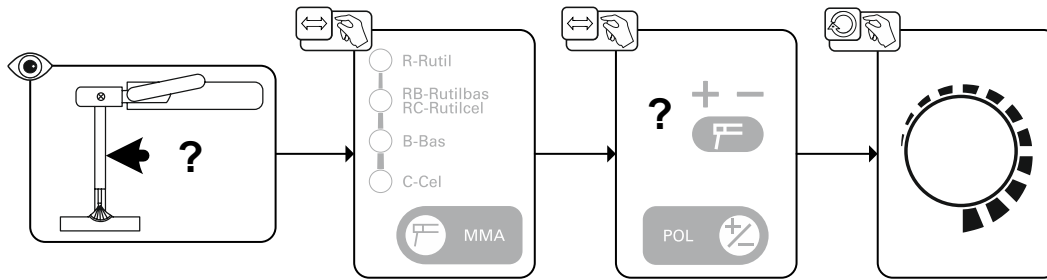 ?
R-Rutil
RB-Rutilbas
RC-Rutilcel
B-Bas
C-Cel
MMA
?
+ −
POL +/−